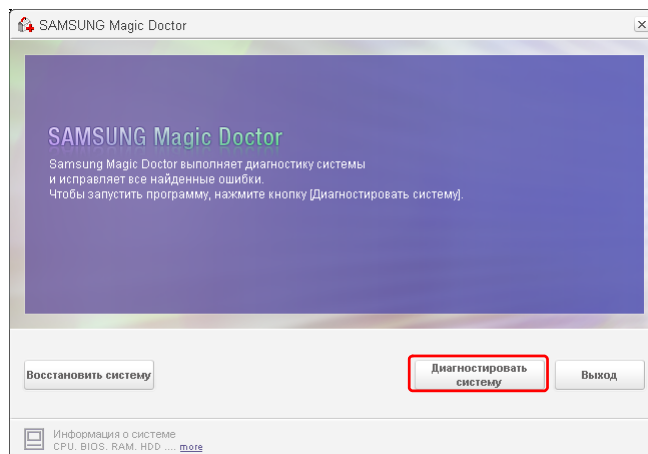 SAMSUNG Magic Doctor
SAMSUNG Magic Doctor
Samsung Magic Doctor выполняет диагностику системы
и исправляет все найденные ошибки.
Чтобы запустить программу, нажмите кнопку [Диагностировать систему].
Восстановить систему
Диагностировать
систему
Выход
Информация о системе
CPU. BIOS. RAM. HDD .... more